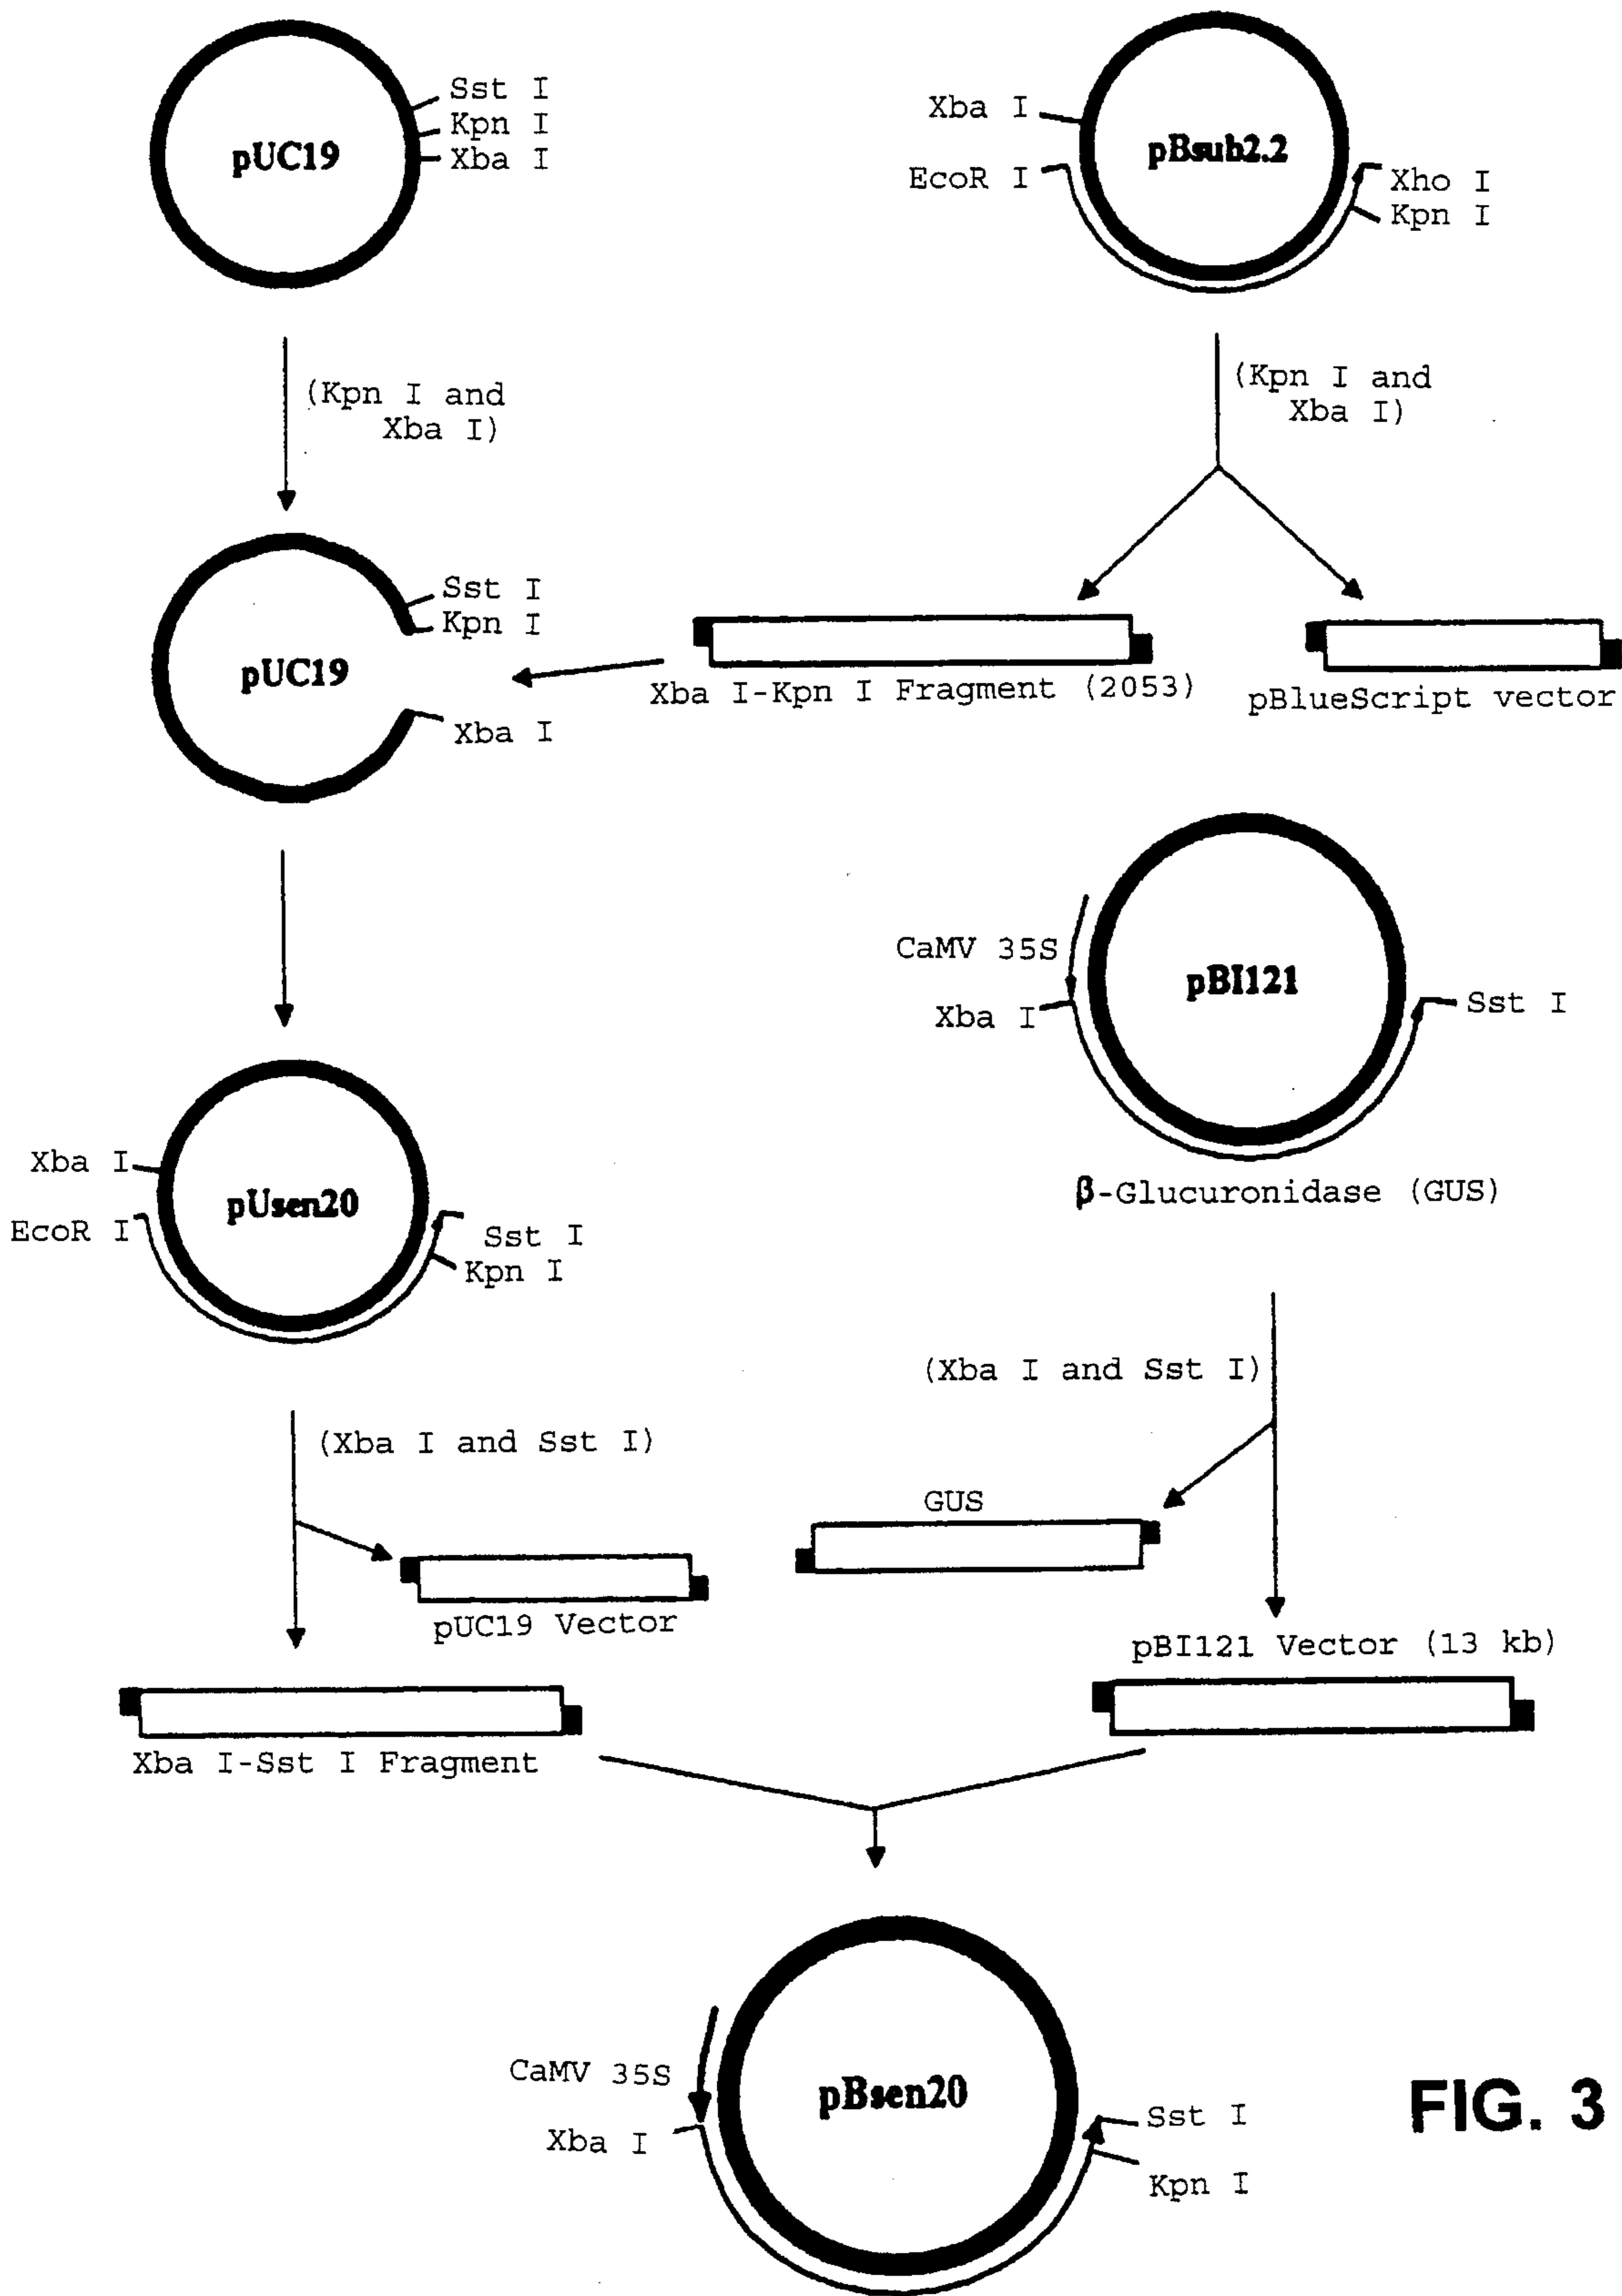 Sst I
Kpn I
Xba I
pUC19
Xba I
EcoR I
pBsub2.2
Xho I
Kpn I
(Kpn I and
Xba I)
(Kpn I and
Xba I)
Sst I
Kpn I
pUC19
Xba I
Xba I-Kpn I Fragment (2053)
pBlueScript vector
CaMV 35S
Xba I
pBI121
Sst I
β-Glucuronidase (GUS)
Xba I
EcoR I
pUsen20
Sst I
Kpn I
(Xba I and Sst I)
(Xba I and Sst I)
GUS
pUC19 Vector
pBI121 Vector (13 kb)
Xba I-Sst I Fragment
CaMV 35S
Xba I
pBsen20
Sst I
Kpn I
FIG. 3